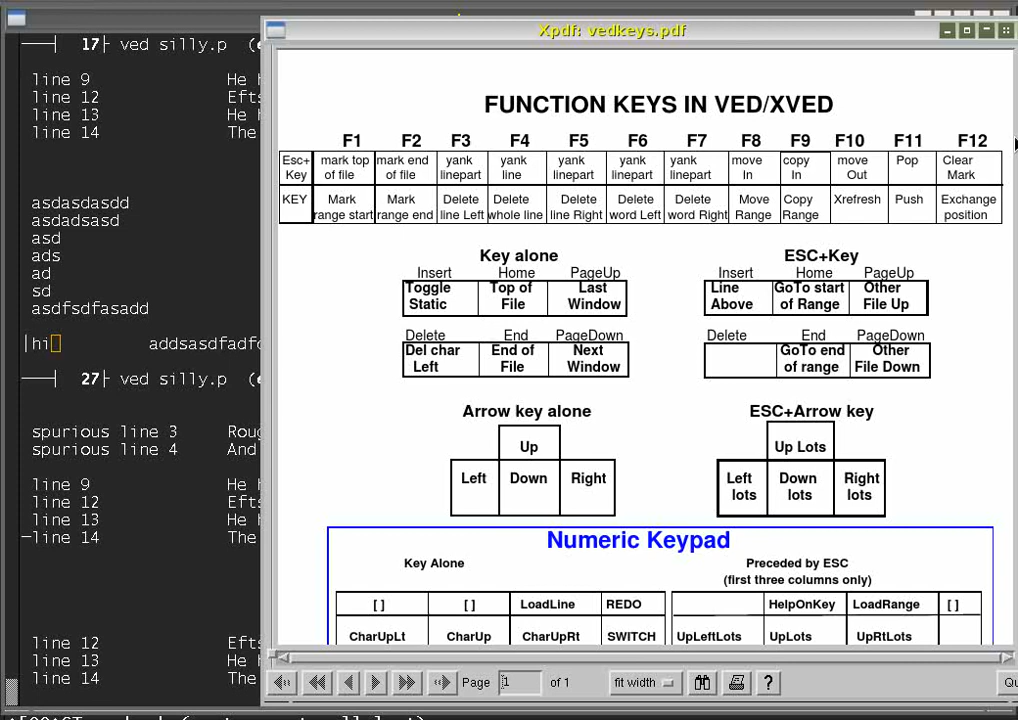 Xpdf: vedkeys.pdf
17 ved silly.p (
line 9 He
line 12 Efts
line 13 He
line 14 The
asdasdasdd
asdadsasd
asd
ads
ad
sd
asdfsdfasadd
hi addsasdfadfd
27 ved silly.p (
spurious line 3 Roug
spurious line 4 And
line 9 He
line 12 Efts
line 13 He
line 14 The
line 12 Efts
line 13 He
line 14 The
FUNCTION KEYS IN VED/XVED
F1 F2 F3 F4 F5 F6 F7 F8 F9 F10 F11 F12
Esc+ mark top mark end yank yank yank yank yank move copy move Pop Clear
Key of file of file linepart line linepart linepart linepart In In Out Mark
KEY Mark Mark Delete Delete Delete Delete Delete Move Copy Xrefresh Push Exchange
range start range end line Left whole line line Right word Left word Right Range Range position
Key alone ESC+Key
Insert Home PageUp Insert Home PageUp
Toggle Top of Last Line GoTo start Other
Static File Window Above of Range File Up
Delete End PageDown Delete End PageDown
Del char End of Next GoTo end Other
Left File Window of range File Down
Arrow key alone ESC+Arrow key
Up Up Lots
Left Down Right Left Down Right
lots lots lots
Numeric Keypad
Key Alone Preceded by ESC
(first three columns only)
[ ] [ ] LoadLine REDO HelpOnKey LoadRange [ ]
CharUpLt CharUp CharUpRt SWITCH UpLeftLots UpLots UpRtLots
Page 1 of 1 fit width ? Qu